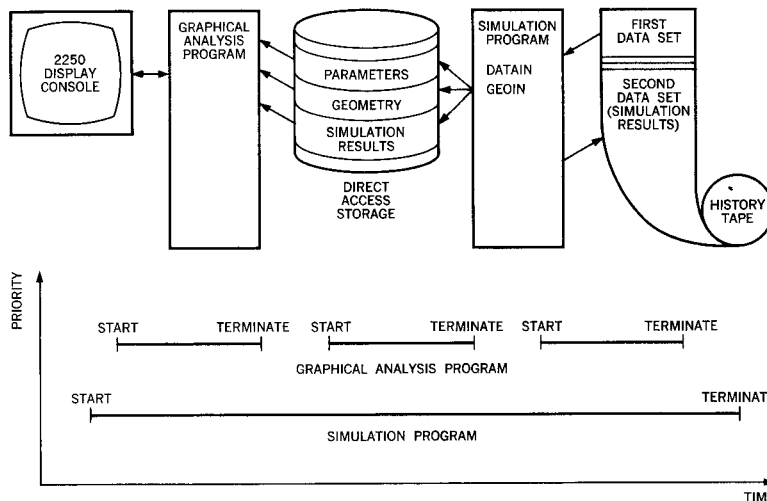 2250
DISPLAY
CONSOLE
GRAPHICAL
ANALYSIS
PROGRAM
PARAMETERS
GEOMETRY
SIMULATION
RESULTS
DIRECT
ACCESS
STORAGE
SIMULATION
PROGRAM
DATAIN
GEOIN
FIRST
DATA SET
SECOND
DATA SET
(SIMULATION
RESULTS)
HISTORY
TAPE
PRIORITY
START TERMINATE START TERMINATE START TERMINATE
GRAPHICAL ANALYSIS PROGRAM
START TERMINAT
SIMULATION PROGRAM
TIM